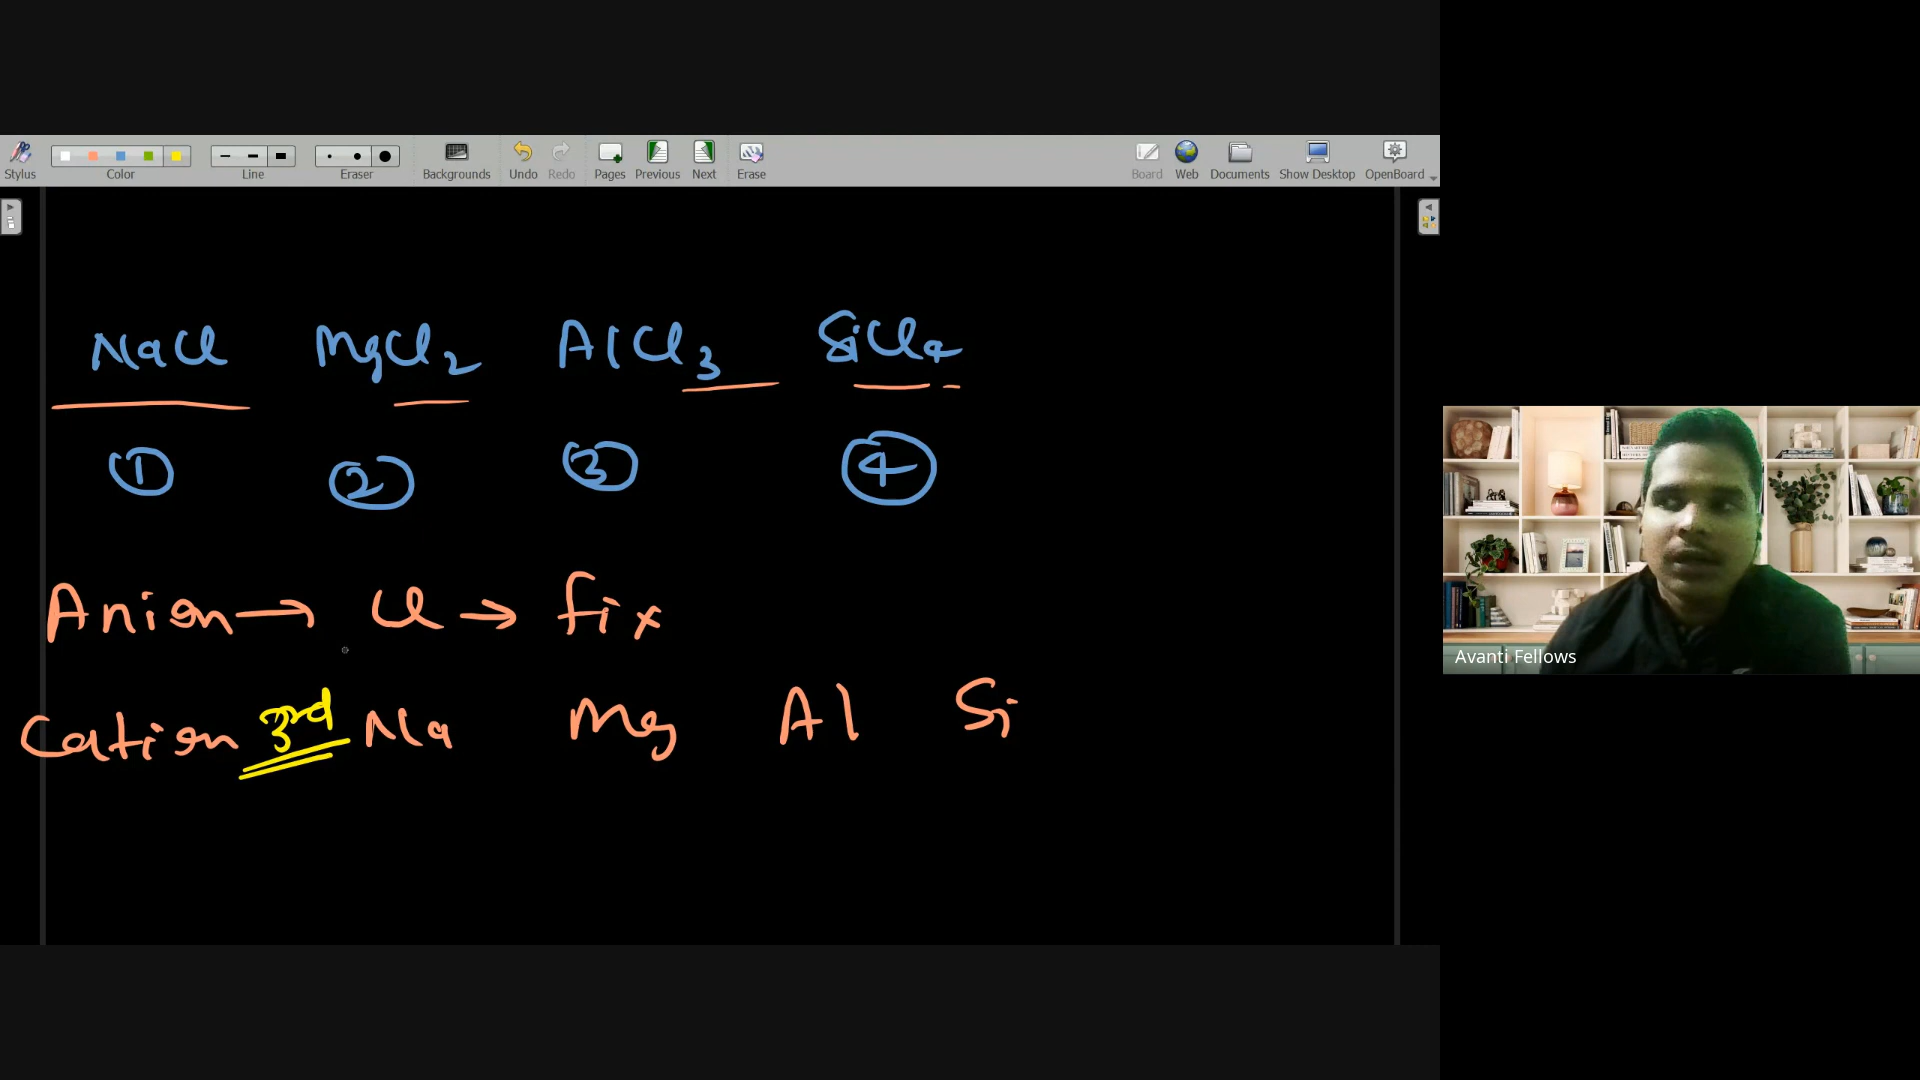 Stylus Color Line Eraser Backgrounds Undo Redo Pages Previous Next Erase Board Web Documents Show Desktop OpenBoard
NaCl MgCl2 AlCl3 SiCl4
1 2 3 4
Anion → Cl → fix
Cation 3rd Na Mg Al Si
Avanti Fellows